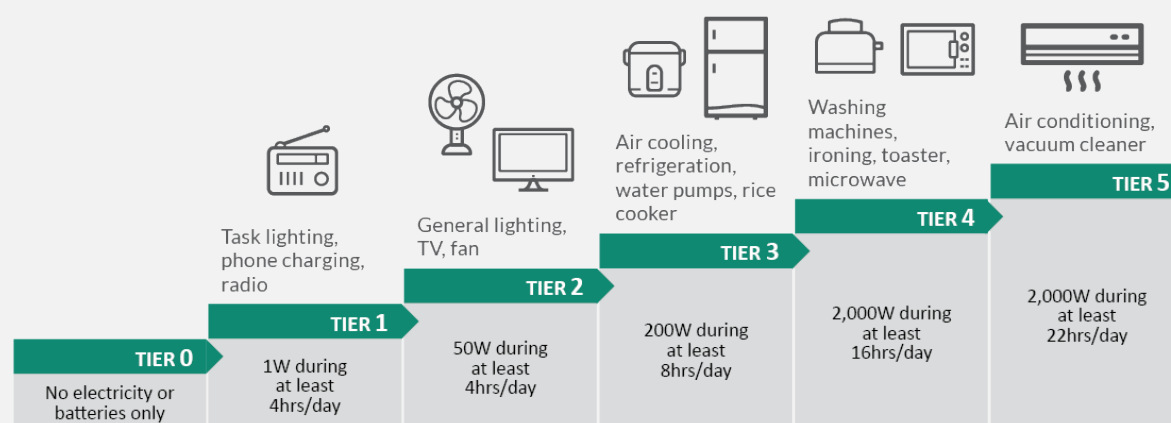 Washing
machines,
ironing, toaster,
microwave
Air conditioning,
vacuum cleaner
Air cooling,
refrigeration,
water pumps, rice
cooker
General lighting,
TV, fan
Task lighting,
phone charging,
radio
TIER 0
No electricity or
batteries only
TIER 1
1W during
at least
4hrs/day
TIER 2
50W during
at least
4hrs/day
TIER 3
200W during
at least
8hrs/day
TIER 4
2,000W during
at least
16hrs/day
TIER 5
2,000W during
at least
22hrs/day